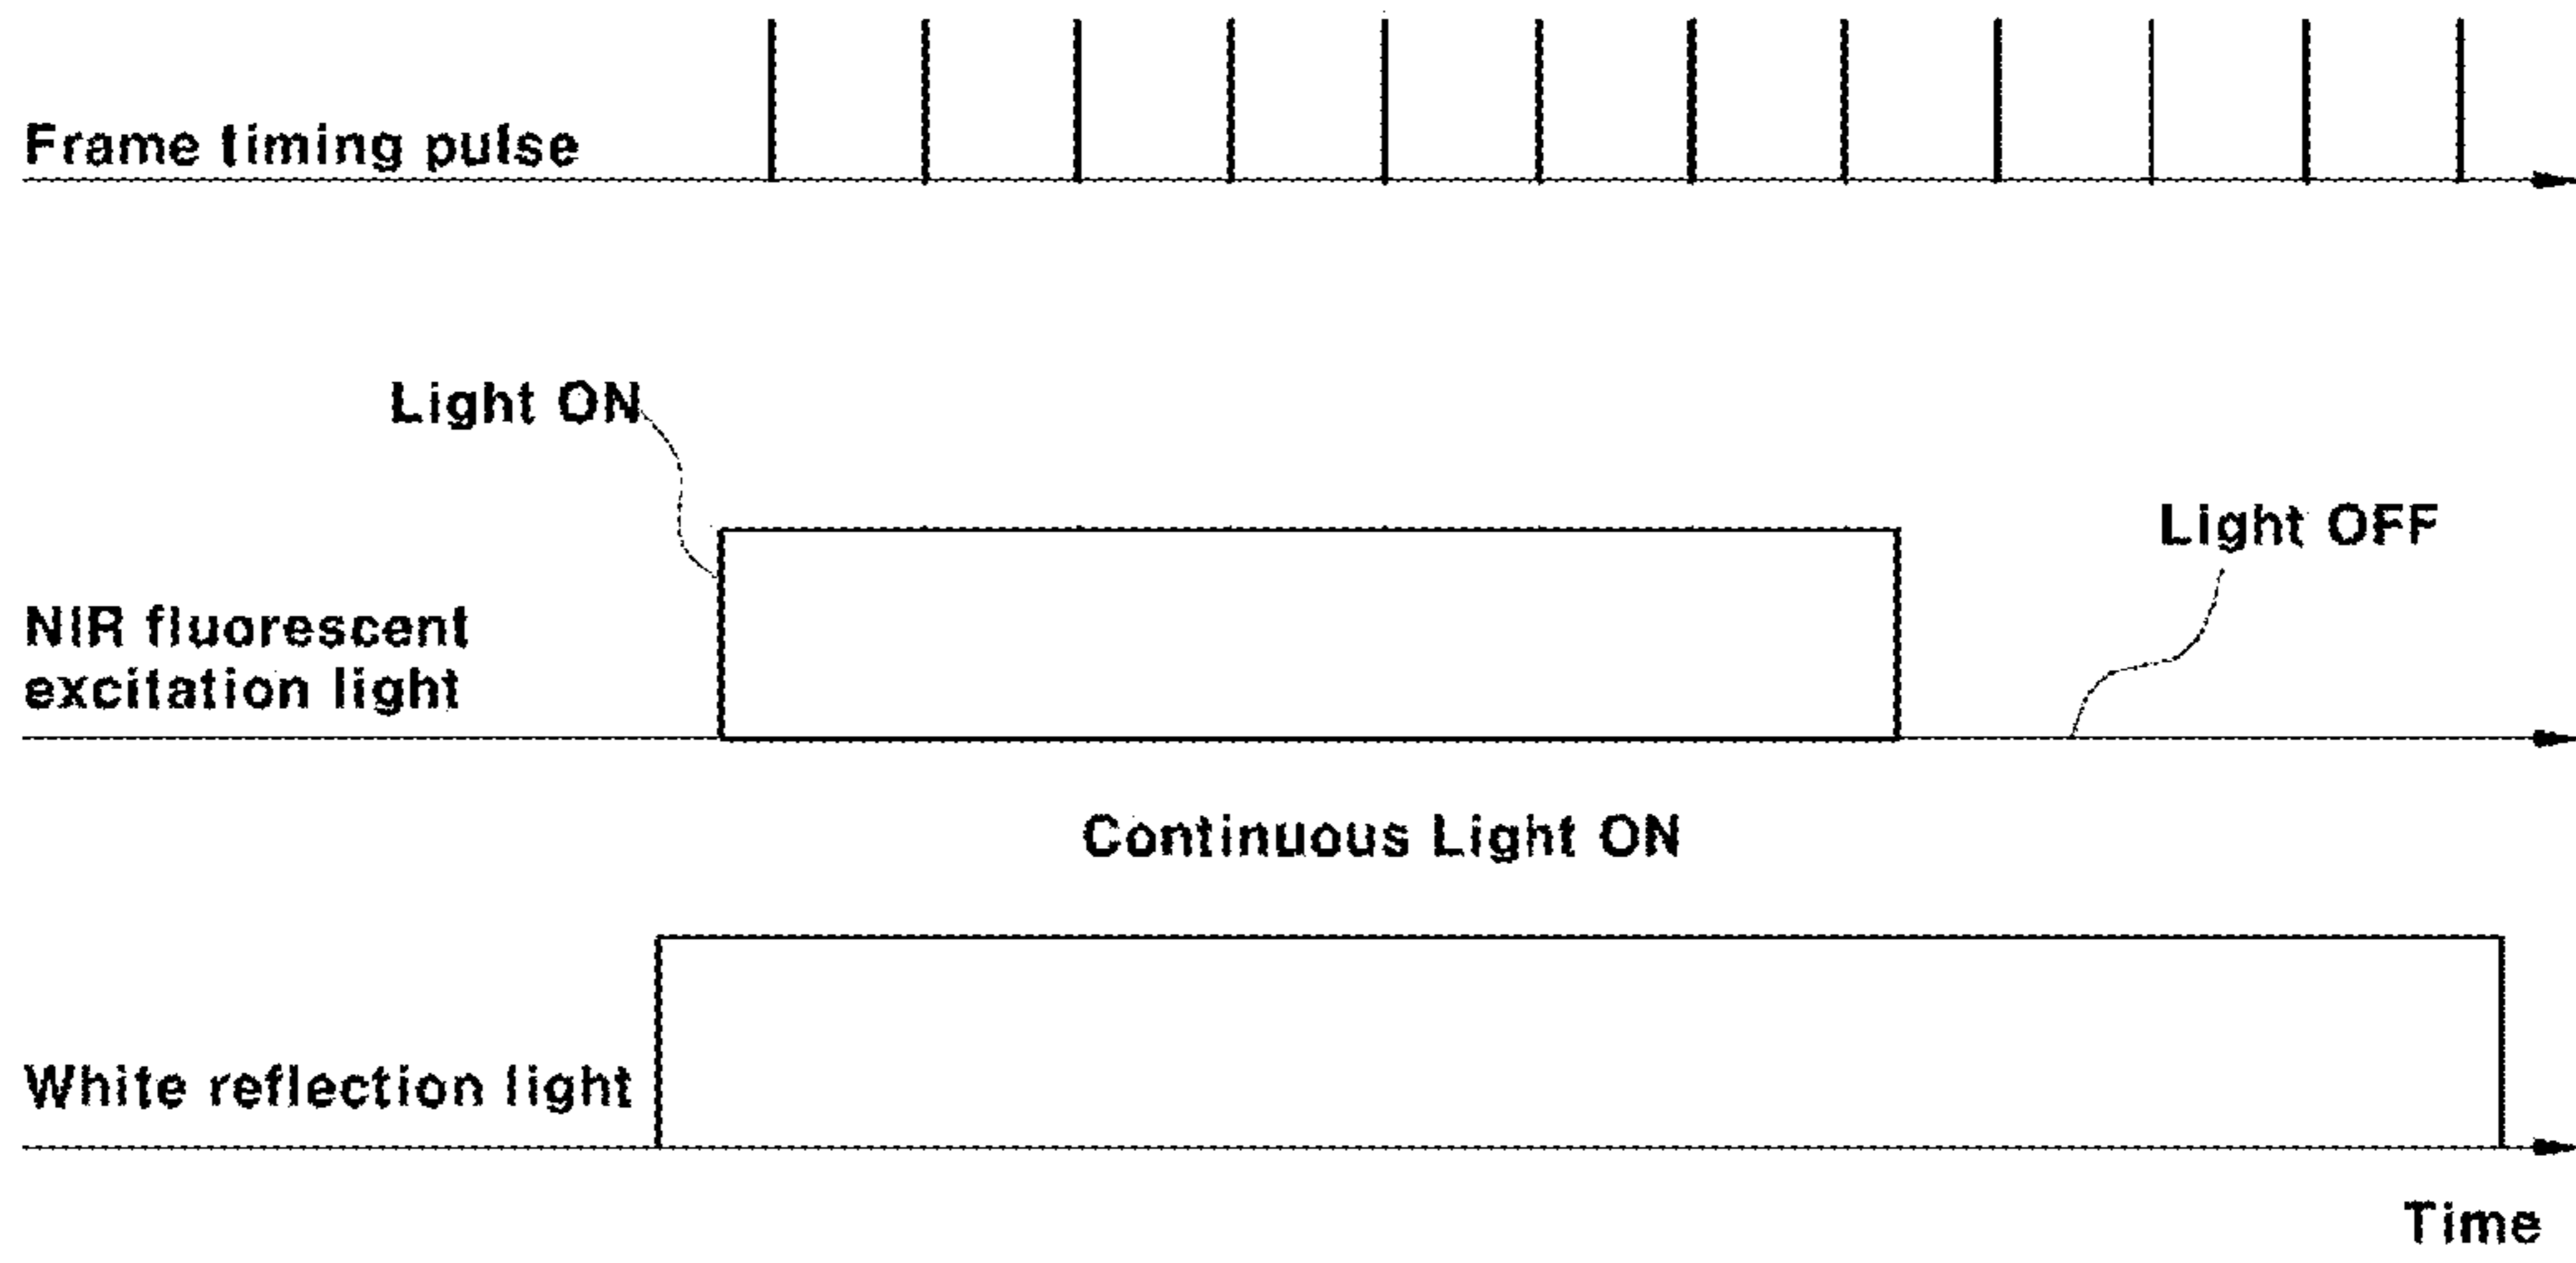 Frame timing pulse
Light ON
Light OFF
NIR fluorescent
excitation light
Continuous Light ON
White reflection light
Time